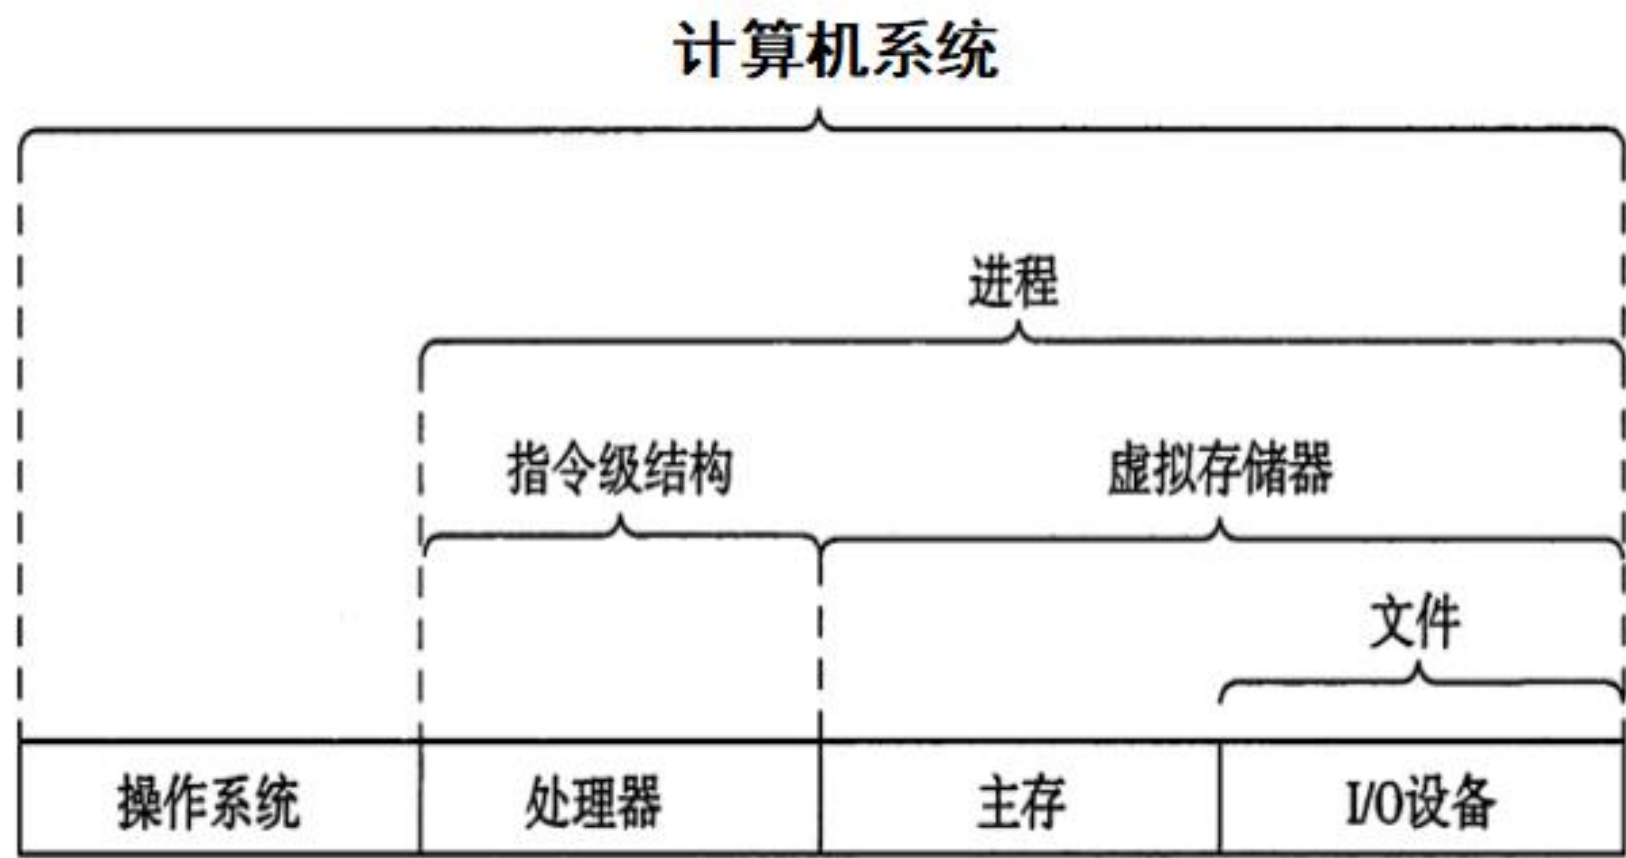 计算机系统
进程
指令级结构
虚拟存储器
文件
操作系统
处理器
主存
I/O设备